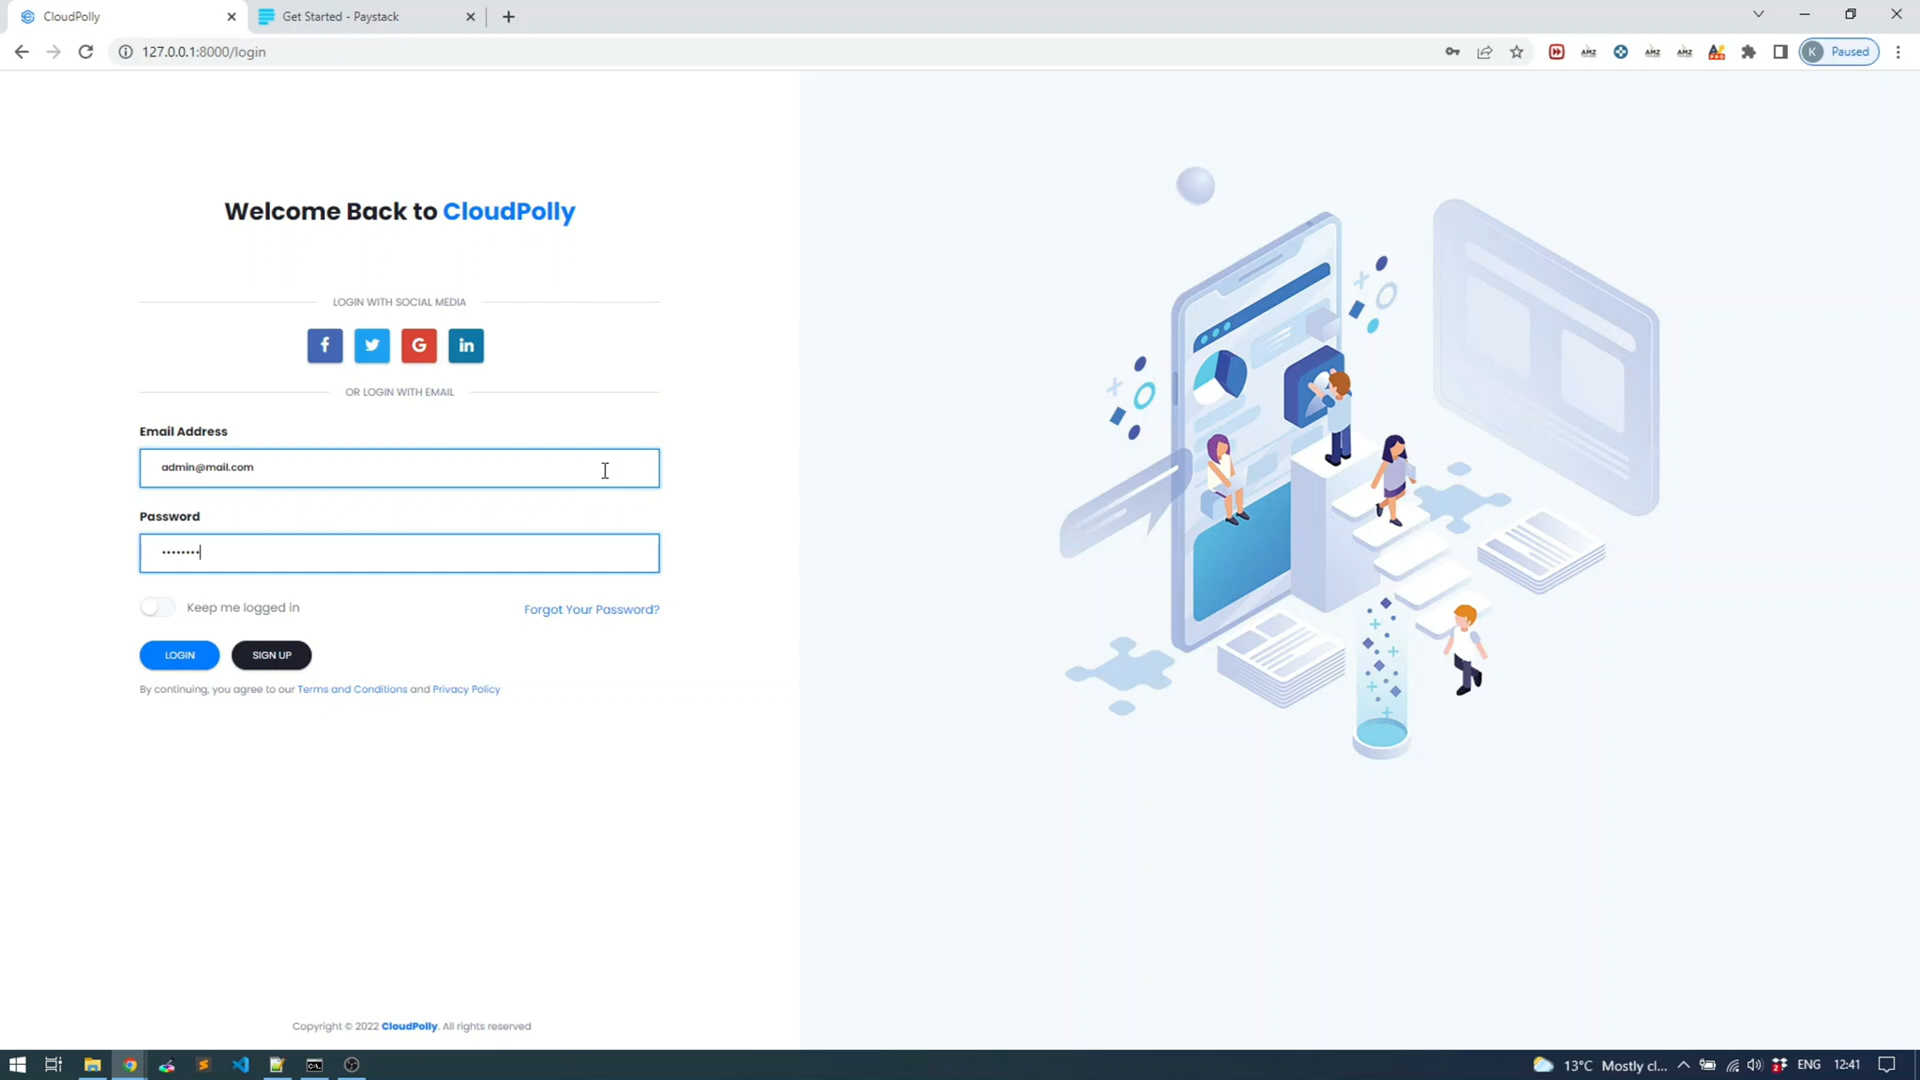 CloudPolly
Get Started - Paystack
127.0.0.1:8000/login
K Paused
Welcome Back to CloudPolly
LOGIN WITH SOCIAL MEDIA
OR LOGIN WITH EMAIL
Email Address
admin@mail.com
Password
••••••••
Keep me logged in
Forgot Your Password?
LOGIN
SIGN UP
By continuing, you agree to our Terms and Conditions and Privacy Policy
Copyright © 2022 CloudPolly. All rights reserved
13°C Mostly cl...
ENG
12:41